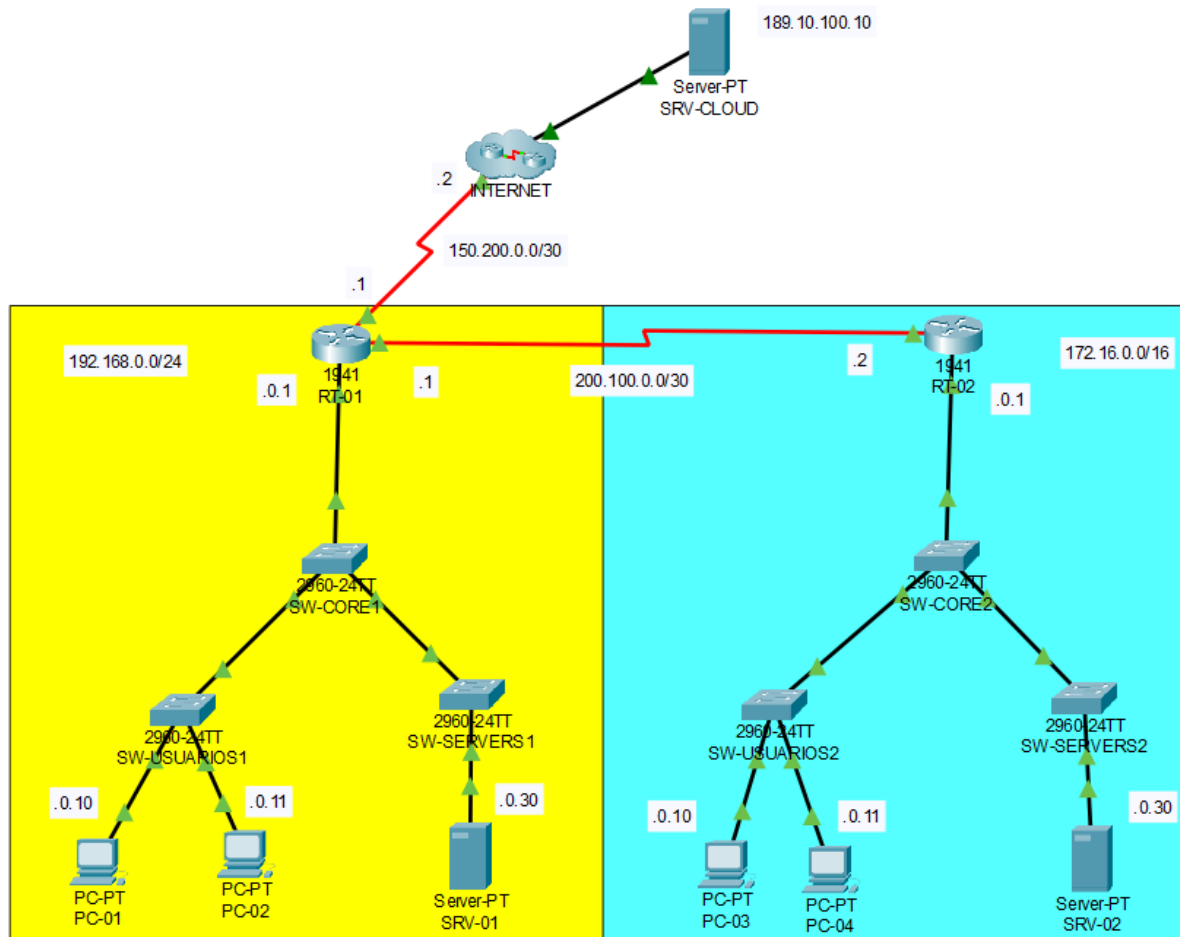 189.10.100.10
Server-PT
SRV-CLOUD
.2
INTERNET
150.200.0.0/30
.1
192.168.0.0/24
1941
RT-01
.0.1
.1
200.100.0.0/30
.2
1941
RT-02
172.16.0.0/16
.0.1
2960-24TT
SW-CORE1
2960-24TT
SW-CORE2
2960-24TT
SW-USUARIOS1
2960-24TT
SW-SERVERS1
2960-24TT
SW-USUARIOS2
2960-24TT
SW-SERVERS2
.0.10
PC-PT
PC-01
.0.11
PC-PT
PC-02
.0.30
Server-PT
SRV-01
.0.10
PC-PT
PC-03
.0.11
PC-PT
PC-04
.0.30
Server-PT
SRV-02